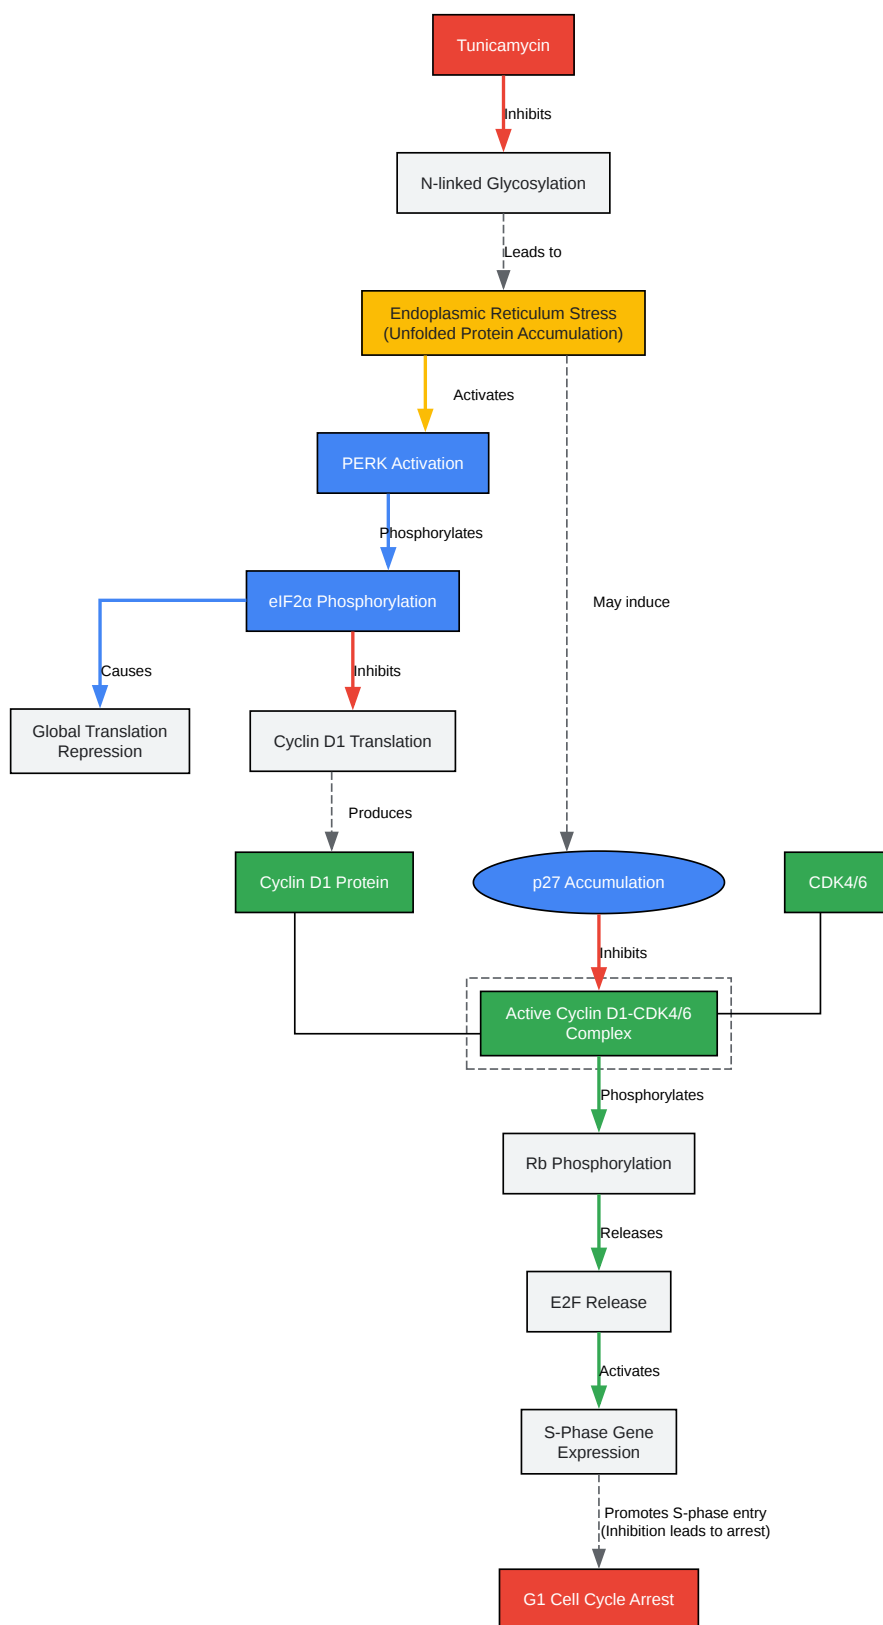 Tunicamycin
Inhibits
N-linked Glycosylation
Leads to
Endoplasmic Reticulum Stress
(Unfolded Protein Accumulation)
Activates
PERK Activation
Phosphorylates
eIF2α Phosphorylation
May induce
Causes
Inhibits
Global Translation
Repression
Cyclin D1 Translation
Produces
Cyclin D1 Protein
p27 Accumulation
CDK4/6
Inhibits
Active Cyclin D1-CDK4/6
Complex
Phosphorylates
Rb Phosphorylation
Releases
E2F Release
Activates
S-Phase Gene
Expression
Promotes S-phase entry
(Inhibition leads to arrest)
G1 Cell Cycle Arrest